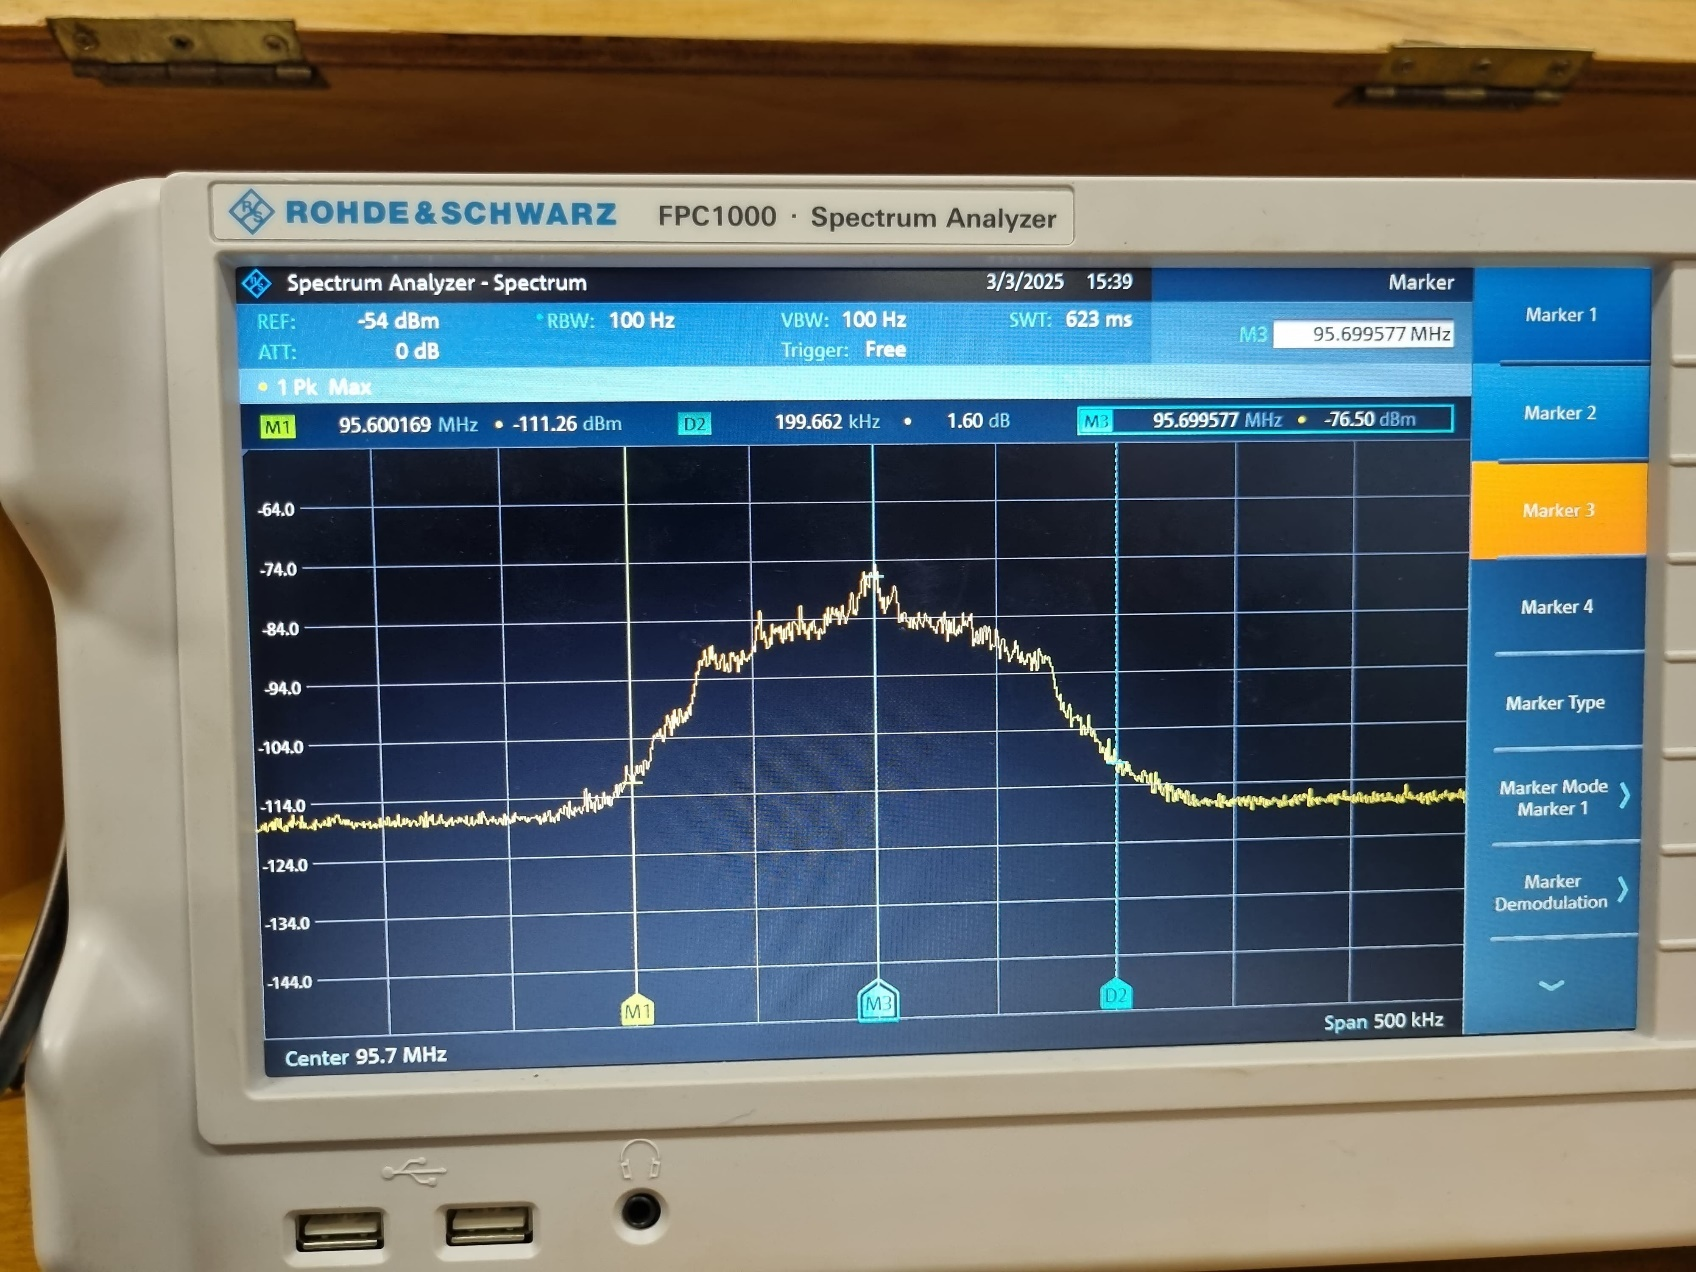 ROHDE&SCHWARZ FPC1000 · Spectrum Analyzer
Spectrum Analyzer - Spectrum 3/3/2025 15:39 Marker
REF: -54 dBm RBW: 100 Hz VBW: 100 Hz SWT: 623 ms
M3 95.699577 MHz
ATT: 0 dB Trigger: Free
1 Pk Max
M1 95.600169 MHz • -111.26 dBm D2 199.662 kHz • 1.60 dB M3 95.699577 MHz • -76.50 dBm
-64.0
-74.0
-84.0
-94.0
-104.0
-114.0
-124.0
-134.0
-144.0
M1 M3 D2
Center 95.7 MHz Span 500 kHz
Marker 1
Marker 2
Marker 3
Marker 4
Marker Type
Marker Mode
Marker 1
Marker
Demodulation